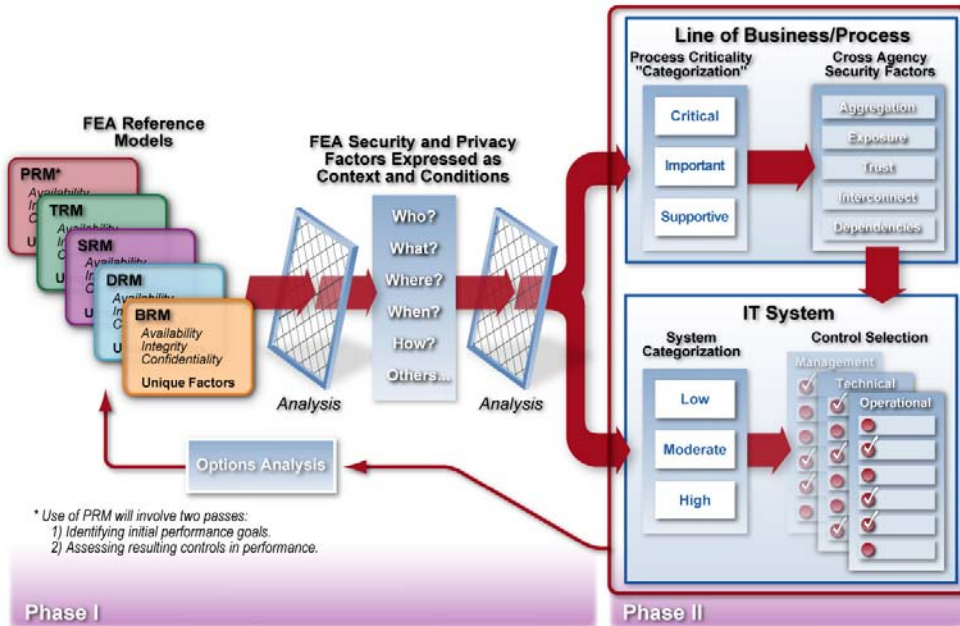 FEA Reference
Models
PRM*
Availability
TRM
Availability
SRM
Availability
DRM
Availability
BRM
Availability
Integrity
Confidentiality
Unique Factors
Analysis
FEA Security and Privacy
Factors Expressed as
Context and Conditions
Who?
What?
Where?
When?
How?
Others...
Analysis
Options Analysis
* Use of PRM will involve two passes:
1) Identifying initial performance goals.
2) Assessing resulting controls in performance.
Phase I
Line of Business/Process
Process Criticality
"Categorization"
Critical
Important
Supportive
Cross Agency
Security Factors
Aggregation
Exposure
Trust
Interconnect
Dependencies
IT System
System
Categorization
Low
Moderate
High
Control Selection
Management
Technical
Operational
Phase II